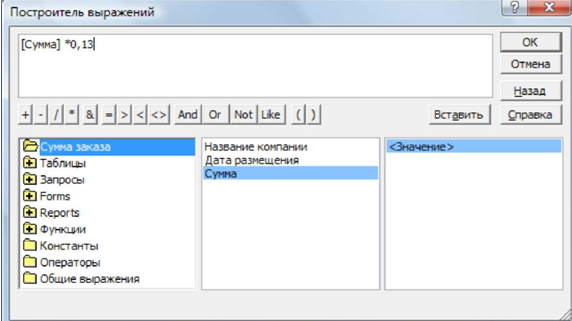 Построитель выражений
[Сумма] *0,13
ОК
Отмена
Назад
+ - / * & = > < <> And Or Not Like ( ) Вставить Справка
Сумма заказа
Таблицы
Запросы
Forms
Reports
Функции
Константы
Операторы
Общие выражения
Название компании
Дата размещения
Сумма
<Значение>